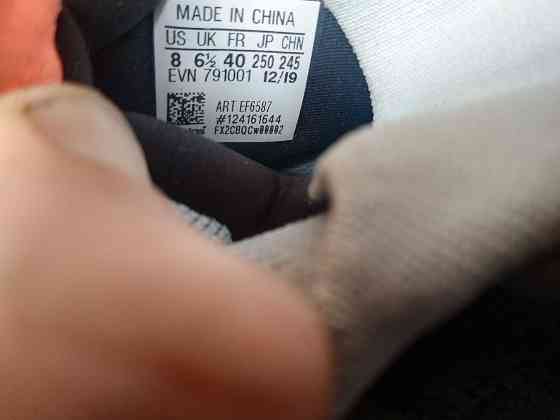 MADE IN CHINA
US UK FR JP CHN
8 6½ 40 250 245
EVN 791001 12/19
ART EF6587
#124161644
FX2CBQCW00002